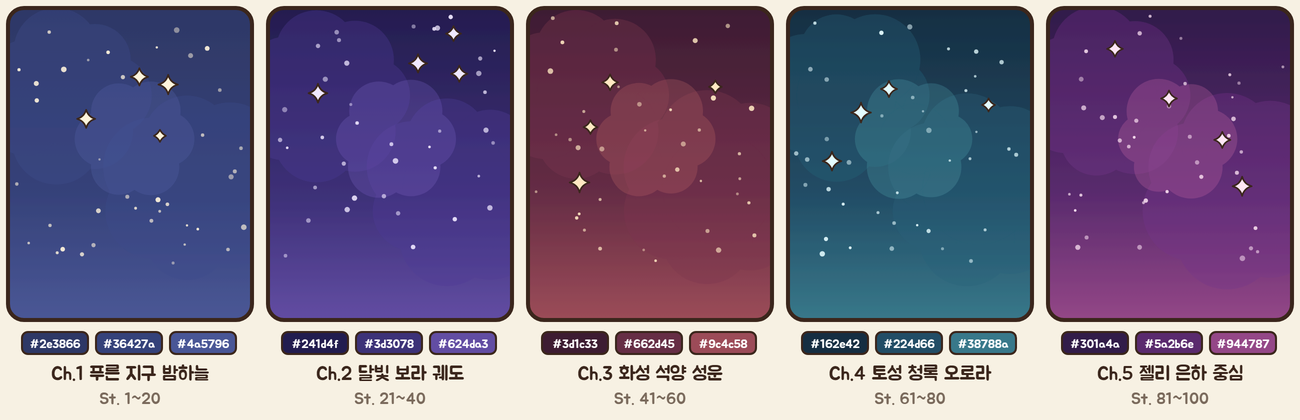 #2e3866 #36427a #4a5796
Ch.1 푸른 지구 밤하늘
St. 1~20
#241d4f #3d3078 #624da3
Ch.2 달빛 보라 궤도
St. 21~40
#3d1c33 #662d45 #9c4c58
Ch.3 화성 석양 성운
St. 41~60
#162e42 #224d66 #38788a
Ch.4 토성 청록 오로라
St. 61~80
#301a4a #5a2b6e #944787
Ch.5 젤리 은하 중심
St. 81~100